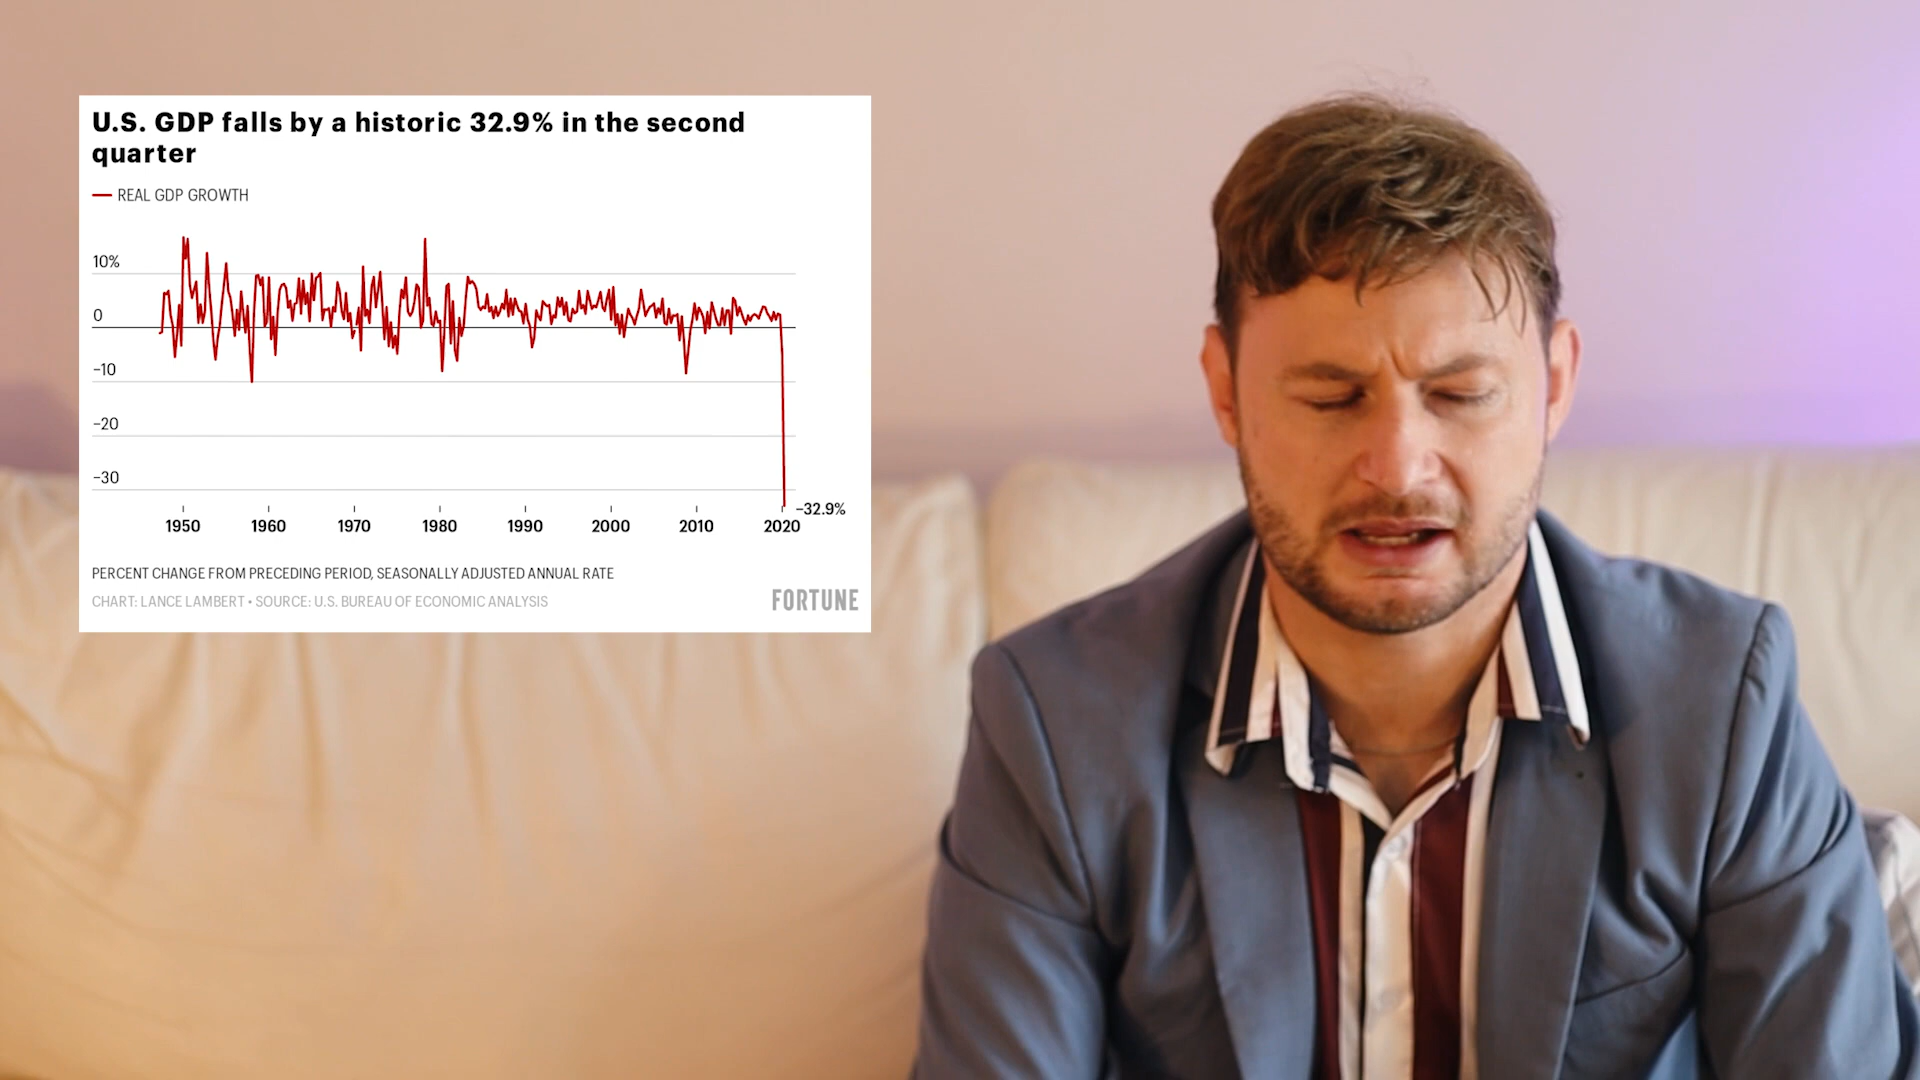 U.S. GDP falls by a historic 32.9% in the second
quarter
REAL GDP GROWTH
10%
0
−10
−20
−30
−32.9%
1950 1960 1970 1980 1990 2000 2010 2020
PERCENT CHANGE FROM PRECEDING PERIOD, SEASONALLY ADJUSTED ANNUAL RATE
CHART: LANCE LAMBERT • SOURCE: U.S. BUREAU OF ECONOMIC ANALYSIS
FORTUNE